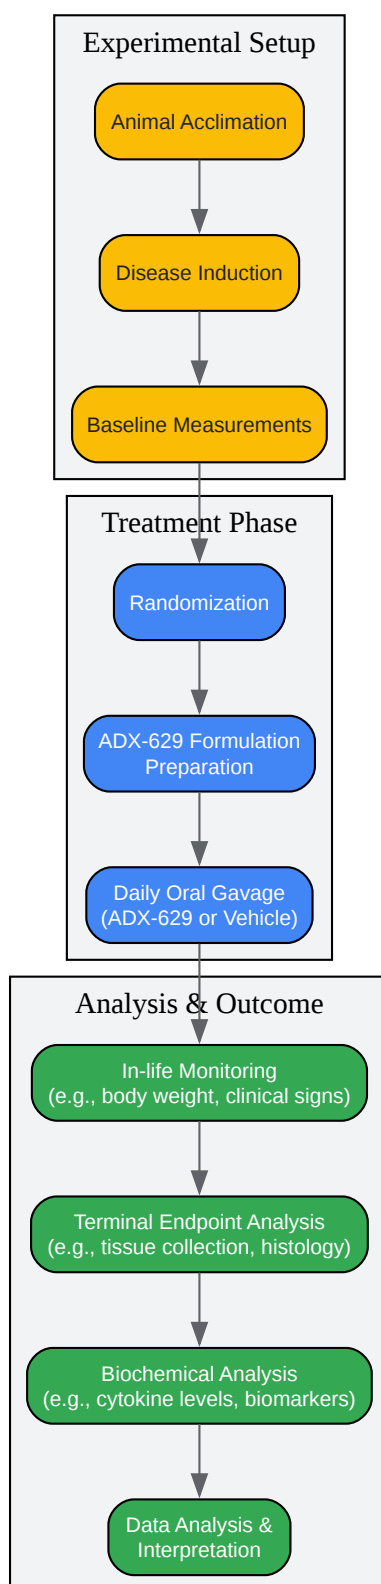 Experimental Setup
Animal Acclimation
Disease Induction
Baseline Measurements
Treatment Phase
Randomization
ADX-629 Formulation
Preparation
Daily Oral Gavage
(ADX-629 or Vehicle)
Analysis & Outcome
In-life Monitoring
(e.g., body weight, clinical signs)
Terminal Endpoint Analysis
(e.g., tissue collection, histology)
Biochemical Analysis
(e.g., cytokine levels, biomarkers)
Data Analysis &
Interpretation